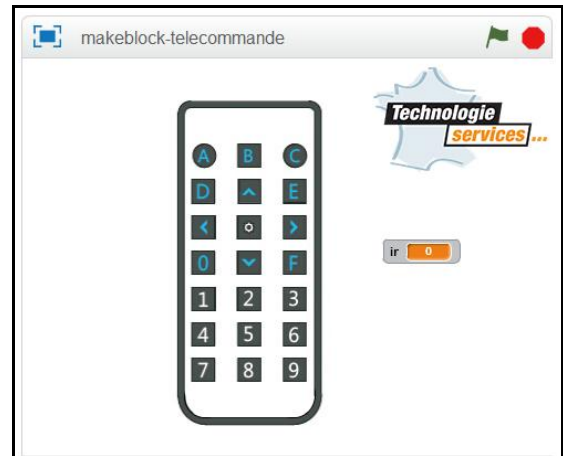 makeblock-telecommande
Technologie
services...
A B C
D E
ir 0
0 F
1 2 3
4 5 6
7 8 9